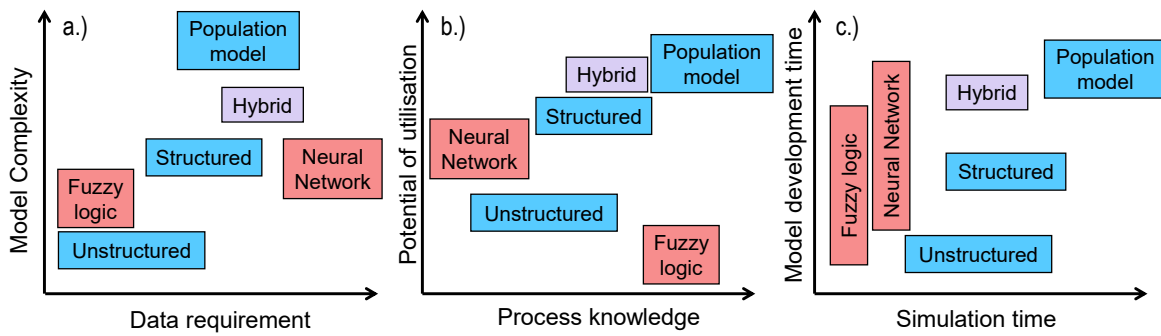 a.)
Model Complexity
Population
model
Hybrid
Structured
Neural
Network
Fuzzy
logic
Unstructured
Data requirement
b.)
Potential of utilisation
Population
model
Hybrid
Structured
Neural
Network
Unstructured
Fuzzy
logic
Process knowledge
c.)
Model development time
Population
model
Hybrid
Neural Network
Fuzzy logic
Structured
Unstructured
Simulation time